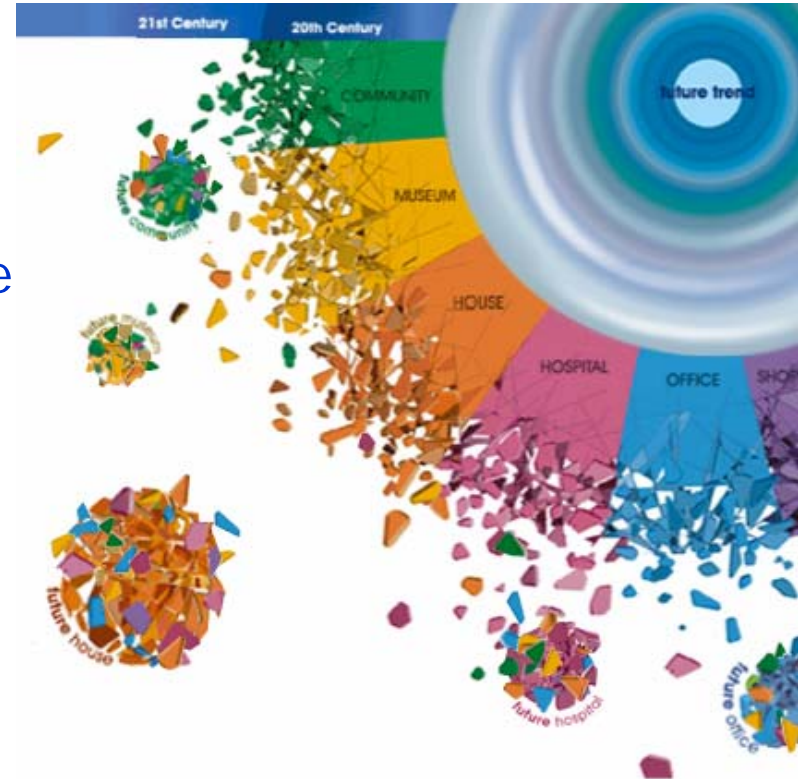 21st Century
20th Century
future trend
COMMUNITY
MUSEUM
future community
e
HOUSE
future museum
HOSPITAL
OFFICE
SHOP
future house
future hospital
future office